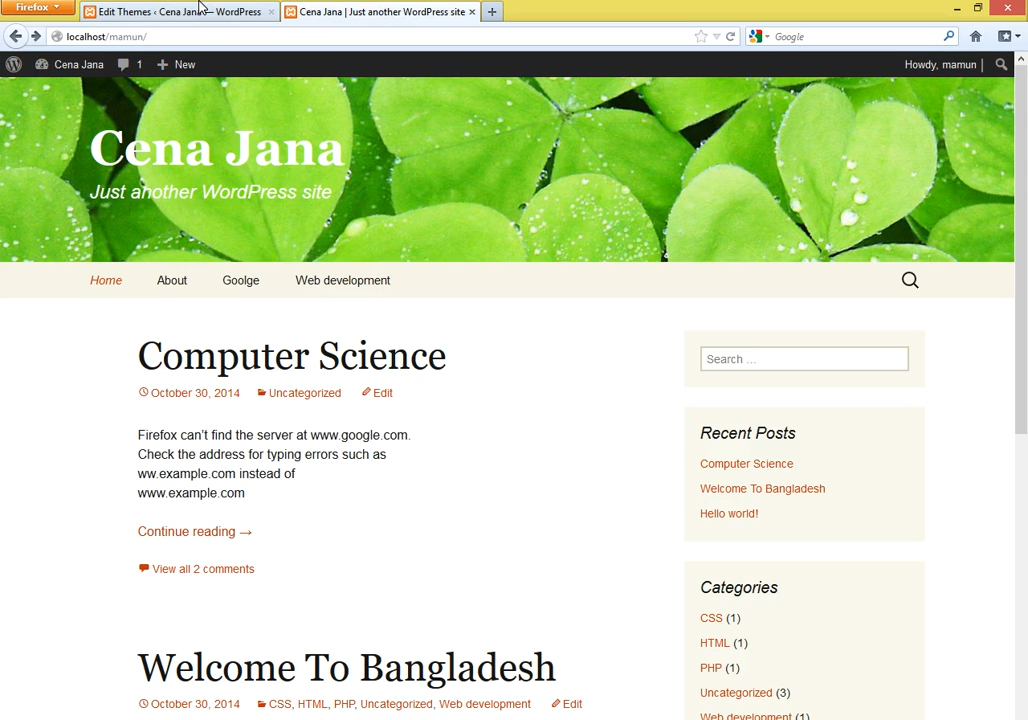 Firefox
Edit Themes ‹ Cena Jana — WordPress
Cena Jana | Just another WordPress site
localhost/mamun/
Google
Cena Jana
1
New
Howdy, mamun
Cena Jana
Just another WordPress site
Home
About
Goolge
Web development
Computer Science
October 30, 2014
Uncategorized
Edit
Firefox can’t find the server at www.google.com.
Check the address for typing errors such as
ww.example.com instead of
www.example.com
Continue reading →
View all 2 comments
Welcome To Bangladesh
October 30, 2014
CSS, HTML, PHP, Uncategorized, Web development
Edit
Search …
Recent Posts
Computer Science
Welcome To Bangladesh
Hello world!
Categories
CSS (1)
HTML (1)
PHP (1)
Uncategorized (3)
Web development (1)